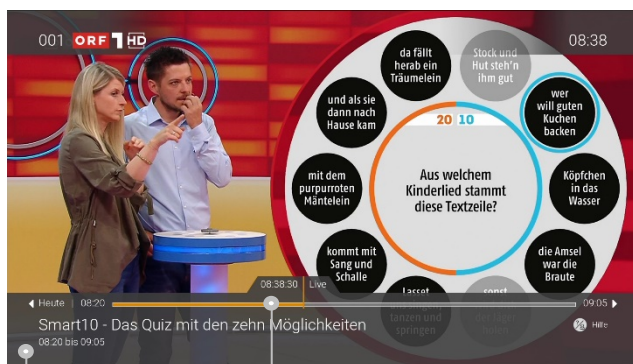 001 ORF 1 HD
08:38
da fällt
herab ein
Träumelein
Stock und
Hut steh'n
ihm gut
wer
will guten
Kuchen
backen
und als sie
dann nach
Hause kam
20 10
Aus welchem
Kinderlied stammt
diese Textzeile?
mit dem
purpurroten
Mäntelein
Köpfchen
in das
Wasser
kommt mit
Sang und
Schalle
die Amsel
war die
Braute
lasset
tanzen und
springen
sonst
der Jäger
holen
08:38:30 Live
Heute 08:20
09:05
Smart10 - Das Quiz mit den zehn Möglichkeiten
Hilfe
08:20 bis 09:05